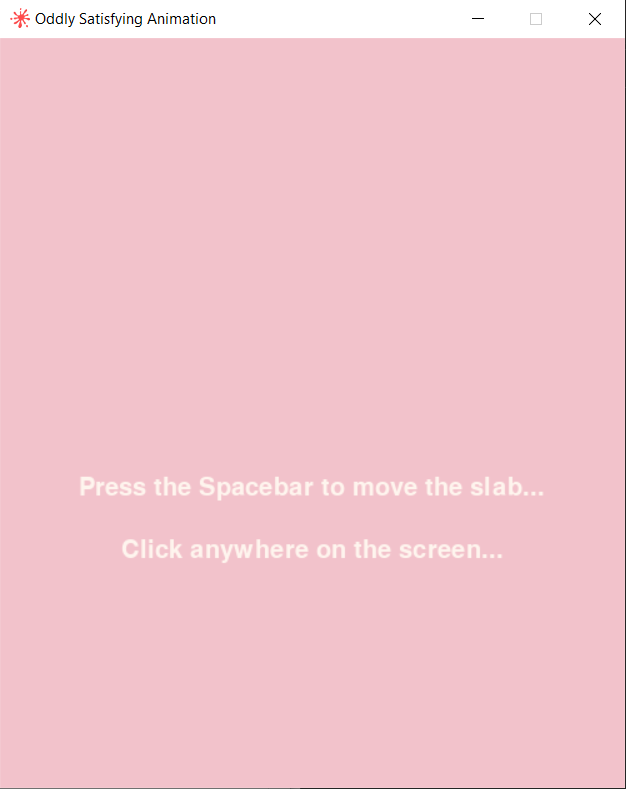 Oddly Satisfying Animation
Press the Spacebar to move the slab...
Click anywhere on the screen...